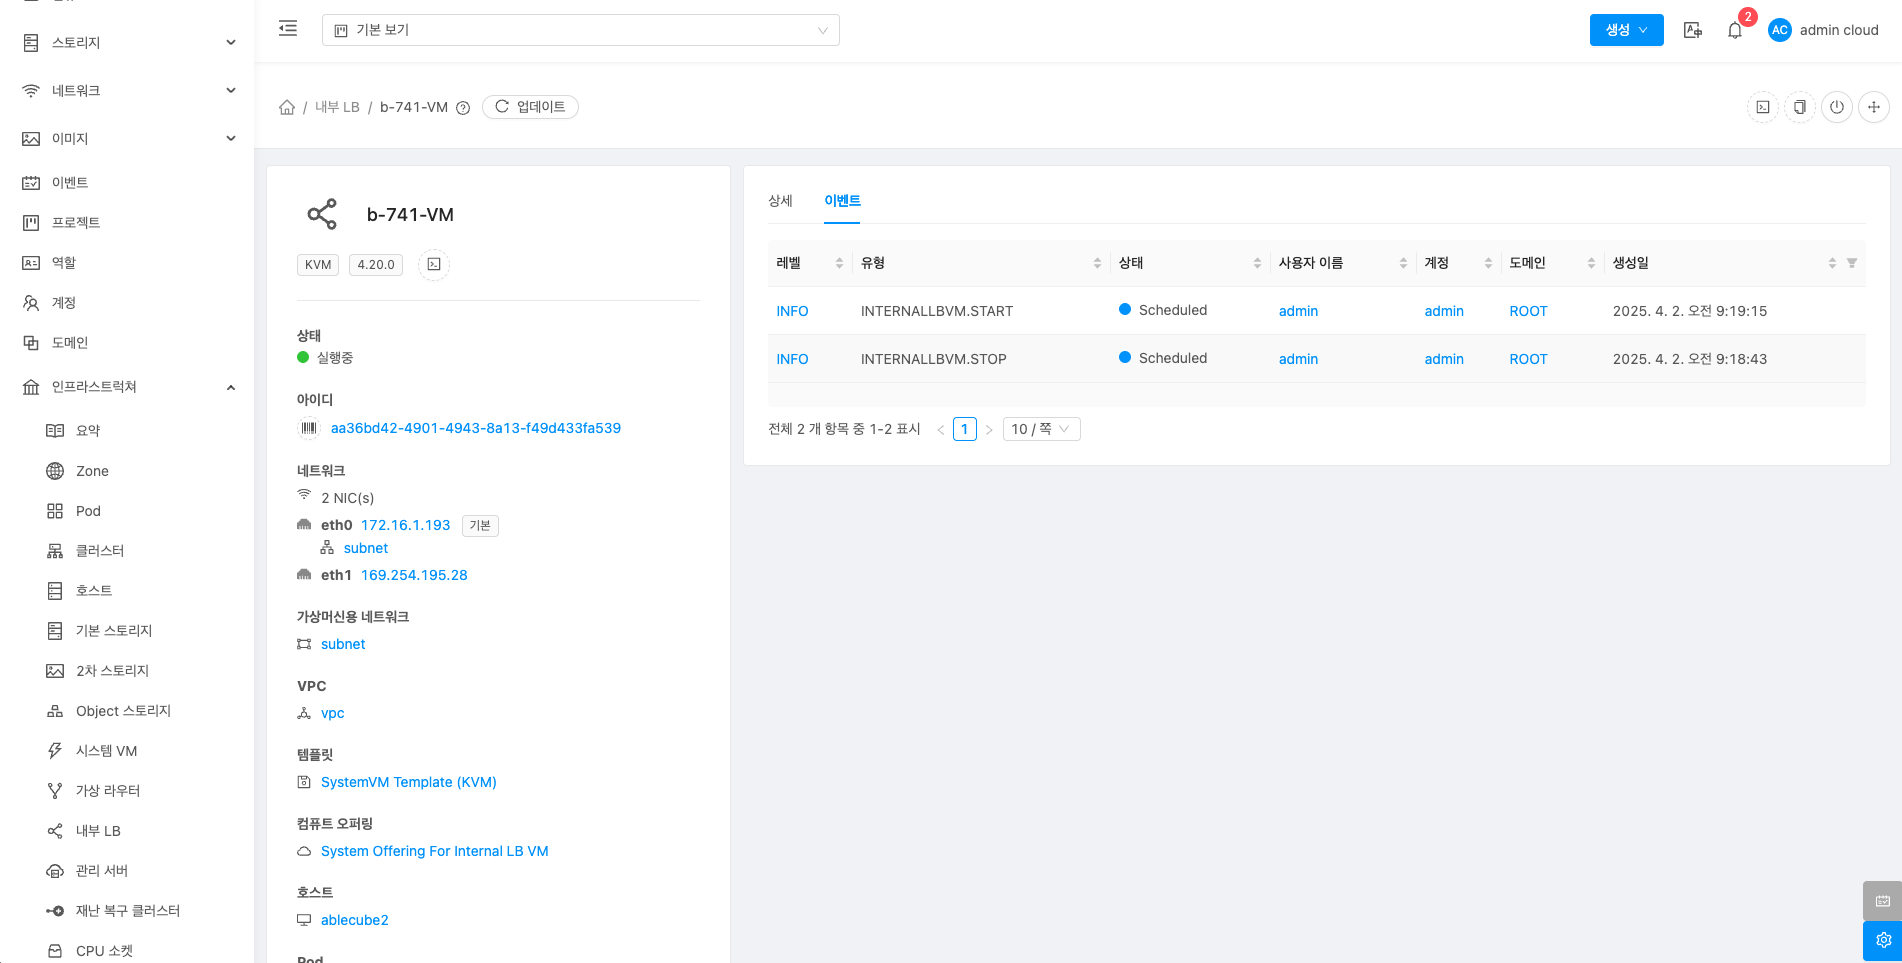 스토리지
네트워크
이미지
이벤트
프로젝트
역할
계정
도메인
인프라스트럭쳐
요약
Zone
Pod
클러스터
호스트
기본 스토리지
2차 스토리지
Object 스토리지
시스템 VM
가상 라우터
내부 LB
관리 서버
재난 복구 클러스터
CPU 소켓
기본 보기
생성
2
AC admin cloud
/ 내부 LB / b-741-VM 업데이트
b-741-VM
KVM 4.20.0
상태
실행중
아이디
aa36bd42-4901-4943-8a13-f49d433fa539
네트워크
2 NIC(s)
eth0 172.16.1.193 기본
subnet
eth1 169.254.195.28
가상머신용 네트워크
subnet
VPC
vpc
템플릿
SystemVM Template (KVM)
컴퓨트 오퍼링
System Offering For Internal LB VM
호스트
ablecube2
Pod
상세 이벤트
레벨 유형 상태 사용자 이름 계정 도메인 생성일
INFO INTERNALLBVM.START Scheduled admin admin ROOT 2025. 4. 2. 오전 9:19:15
INFO INTERNALLBVM.STOP Scheduled admin admin ROOT 2025. 4. 2. 오전 9:18:43
전체 2 개 항목 중 1-2 표시 < 1 > 10 / 쪽